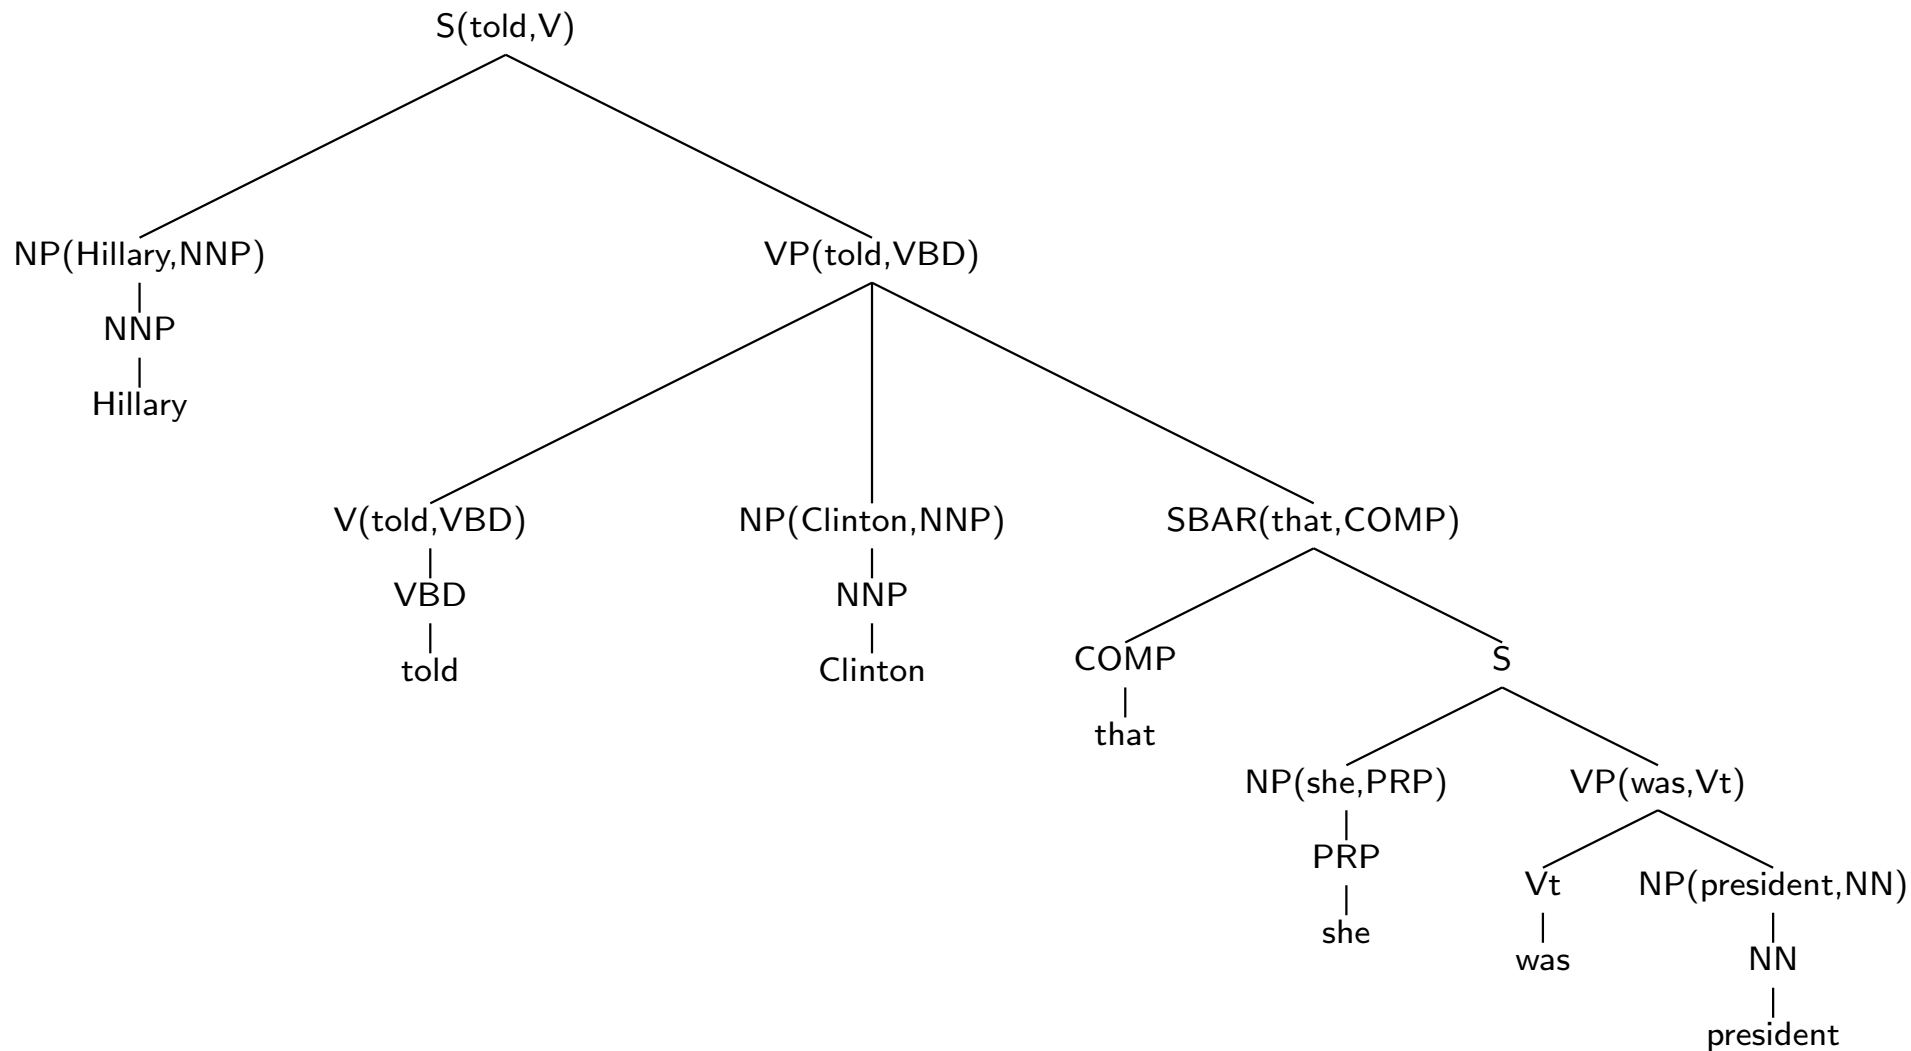 S(told,V)
NP(Hillary,NNP) VP(told,VBD)
NNP
Hillary
V(told,VBD) NP(Clinton,NNP) SBAR(that,COMP)
VBD NNP
told Clinton
COMP S
that
NP(she,PRP) VP(was,Vt)
PRP
she
Vt NP(president,NN)
was NN
president